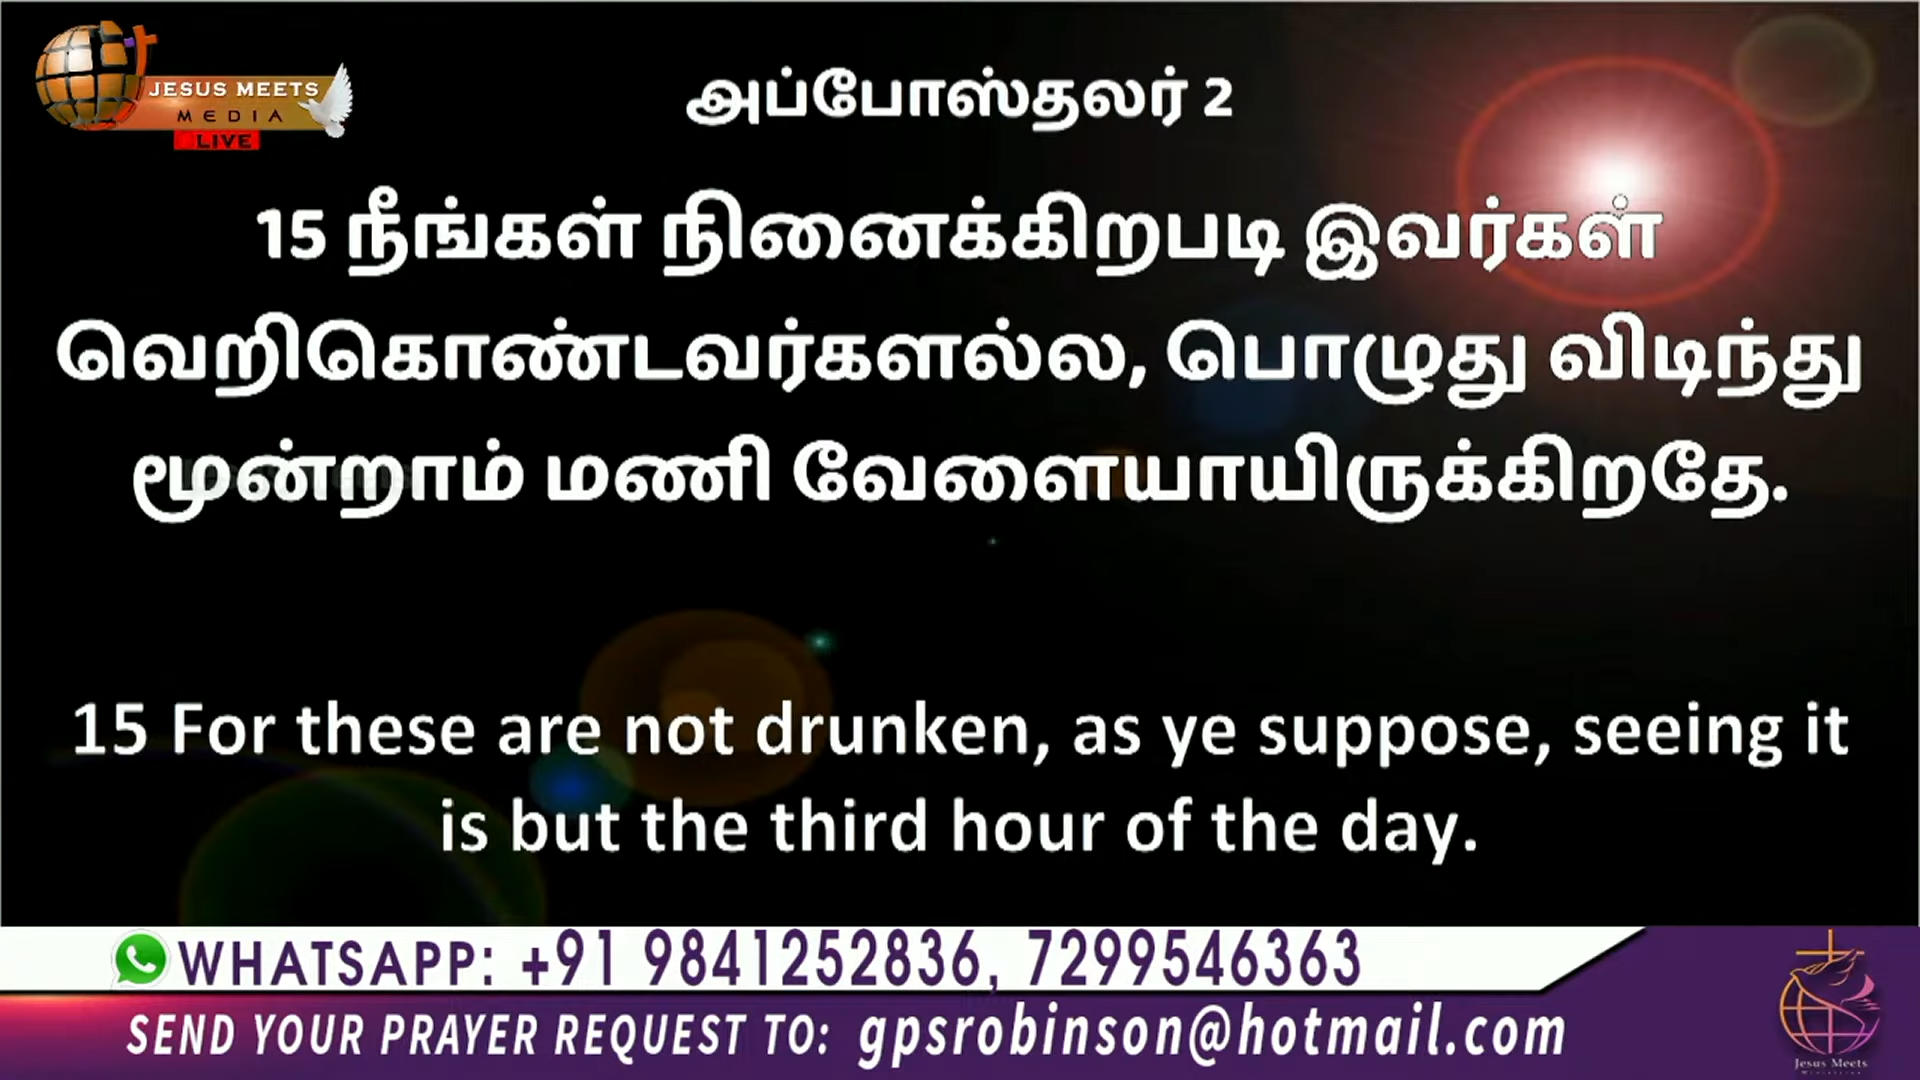 JESUS MEETS
MEDIA
LIVE
அப்போஸ்தலர் 2
15 நீங்கள் நினைக்கிறபடி இவர்கள்
வெறிகொண்டவர்களல்ல, பொழுது விடிந்து
மூன்றாம் மணி வேளையாயிருக்கிறதே.
15 For these are not drunken, as ye suppose, seeing it
is but the third hour of the day.
WHATSAPP: +91 9841252836, 7299546363
SEND YOUR PRAYER REQUEST TO: gpsrobinson@hotmail.com
Jesus Meets